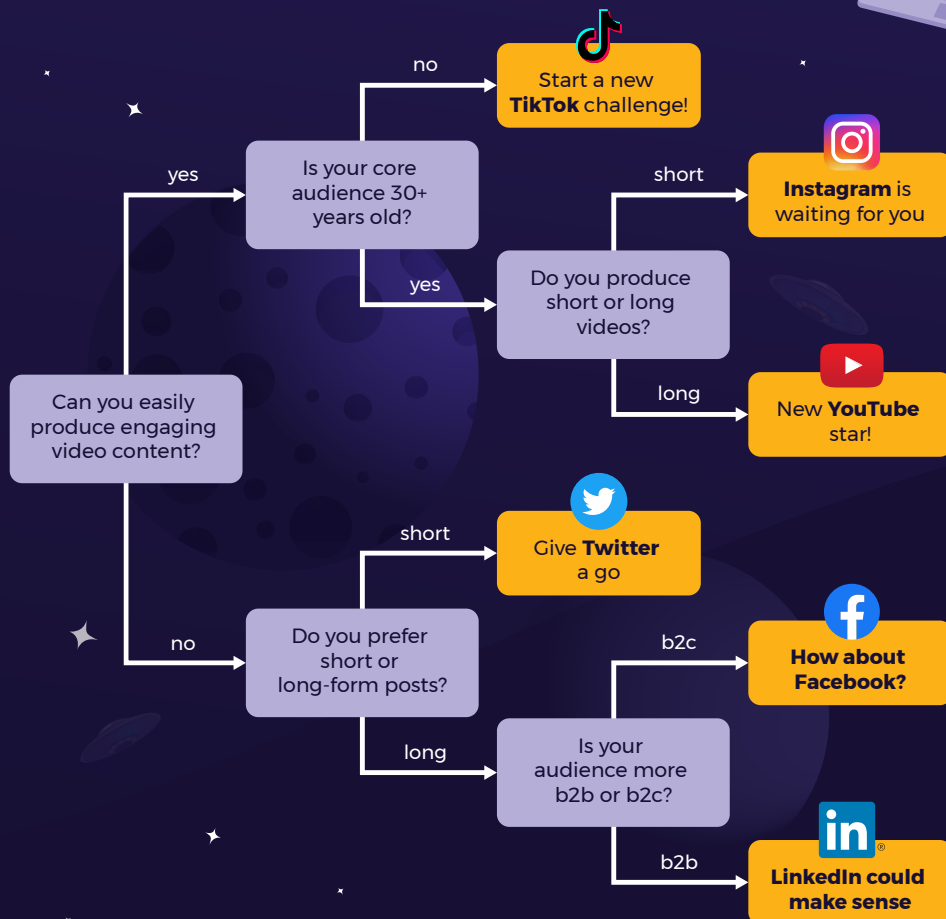 no
Start a new
TikTok challenge!
yes
Is your core
audience 30+
years old?
short
Instagram is
waiting for you
yes
Do you produce
short or long
videos?
long
New YouTube
star!
Can you easily
produce engaging
video content?
short
Give Twitter
a go
no
Do you prefer
short or
long-form posts?
b2c
How about
Facebook?
long
Is your
audience more
b2b or b2c?
b2b
in
®
LinkedIn could
make sense